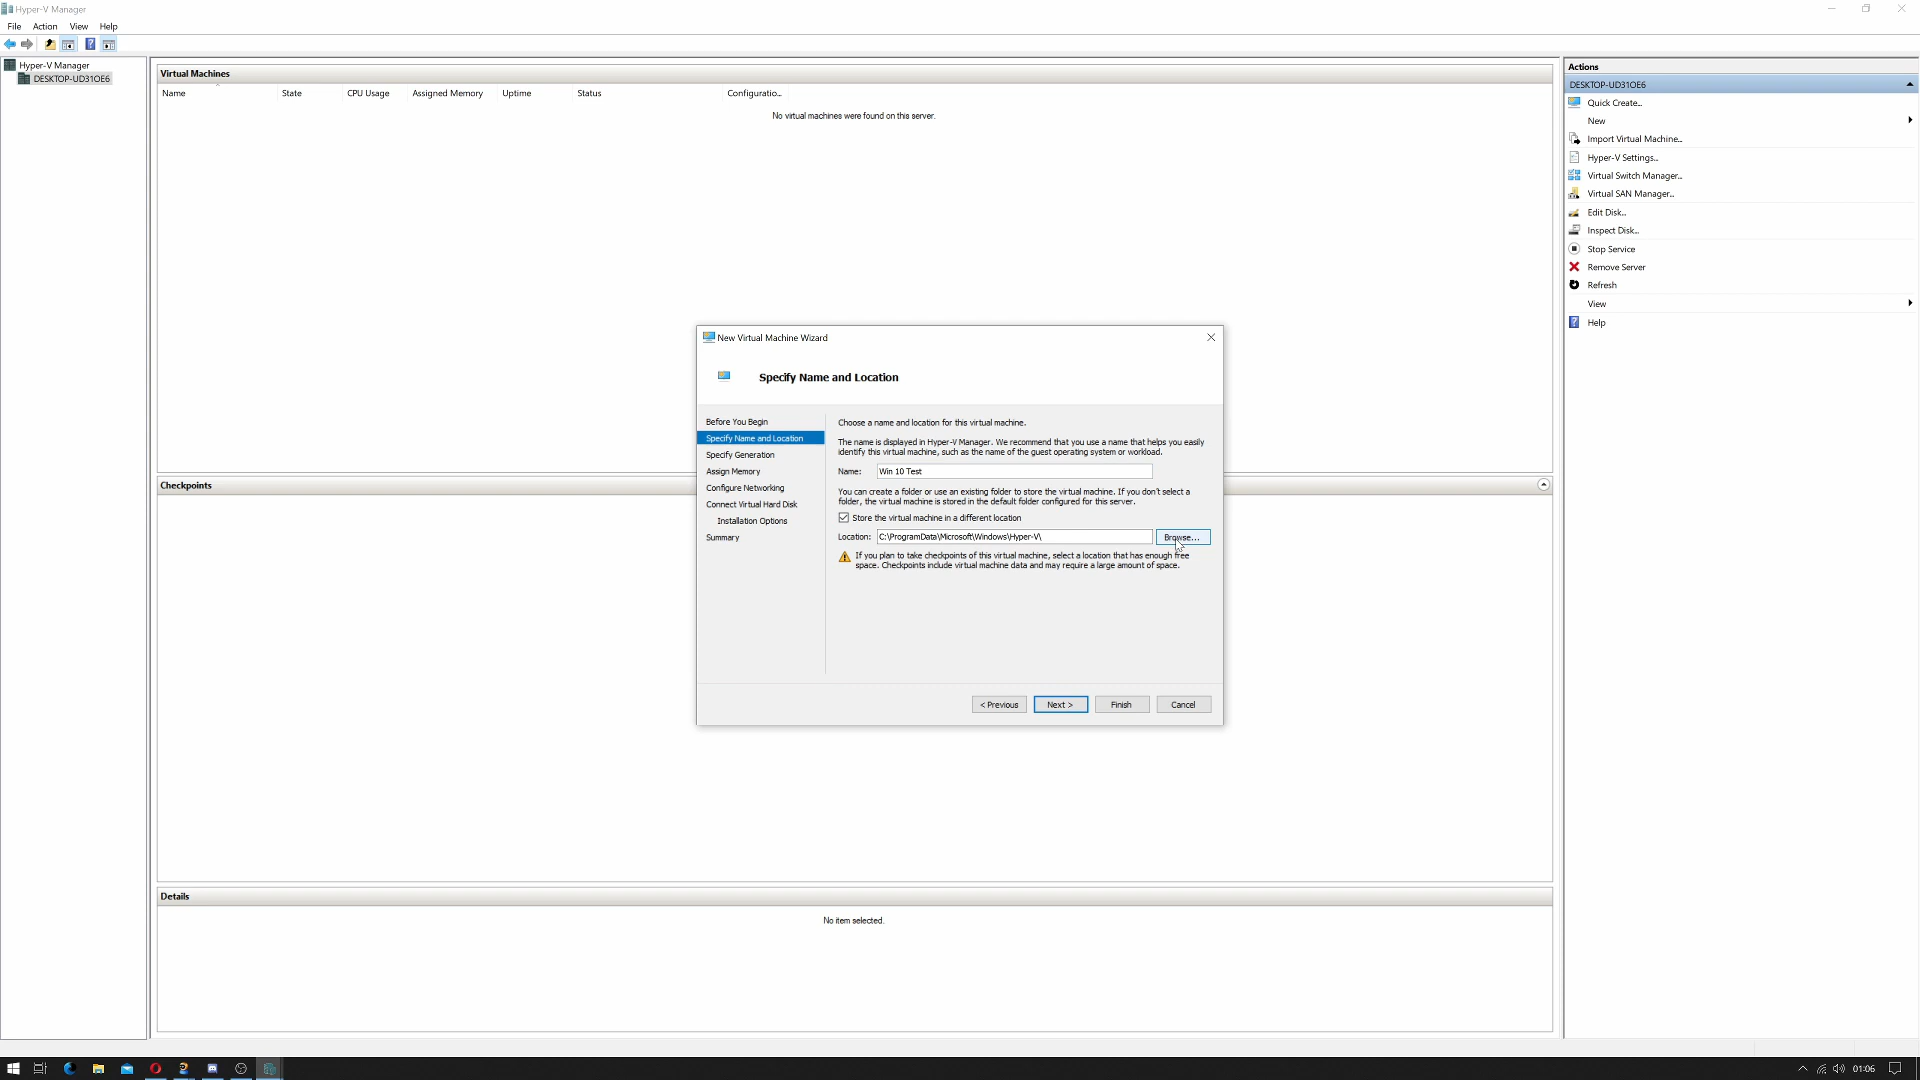 Hyper-V Manager
File Action View Help
Hyper-V Manager
DESKTOP-UD31OE6
Virtual Machines
Name State CPU Usage Assigned Memory Uptime Status Configuratio...
No virtual machines were found on this server.
Checkpoints
Details
No item selected.
Actions
DESKTOP-UD31OE6
Quick Create...
New
Import Virtual Machine...
Hyper-V Settings...
Virtual Switch Manager...
Virtual SAN Manager...
Edit Disk...
Inspect Disk...
Stop Service
Remove Server
Refresh
View
Help
New Virtual Machine Wizard
Specify Name and Location
Before You Begin
Specify Name and Location
Specify Generation
Assign Memory
Configure Networking
Connect Virtual Hard Disk
Installation Options
Summary
Choose a name and location for this virtual machine.
The name is displayed in Hyper-V Manager. We recommend that you use a name that helps you easily
identify this virtual machine, such as the name of the guest operating system or workload.
Name: Win 10 Test
You can create a folder or use an existing folder to store the virtual machine. If you don't select a
folder, the virtual machine is stored in the default folder configured for this server.
Store the virtual machine in a different location
Location: C:\ProgramData\Microsoft\Windows\Hyper-V\ Browse...
If you plan to take checkpoints of this virtual machine, select a location that has enough free
space. Checkpoints include virtual machine data and may require a large amount of space.
< Previous Next > Finish Cancel
01:06